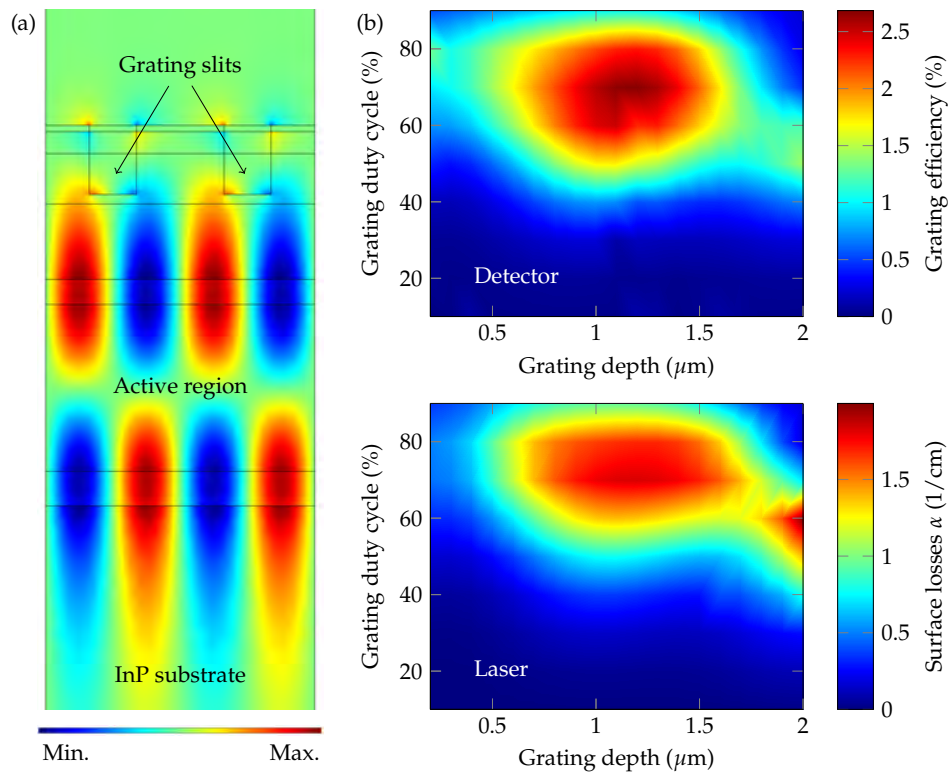 (a)
Grating slits
Active region
InP substrate
Min. Max.
(b)
Grating duty cycle (%)
80
60
40
20
Detector
0.5 1 1.5 2
Grating depth (μm)
2.5
2
1.5
1
0.5
0
Grating efficiency (%)
Grating duty cycle (%)
80
60
40
20
Laser
0.5 1 1.5 2
Grating depth (μm)
1.5
1
0.5
0
Surface losses α (1/cm)